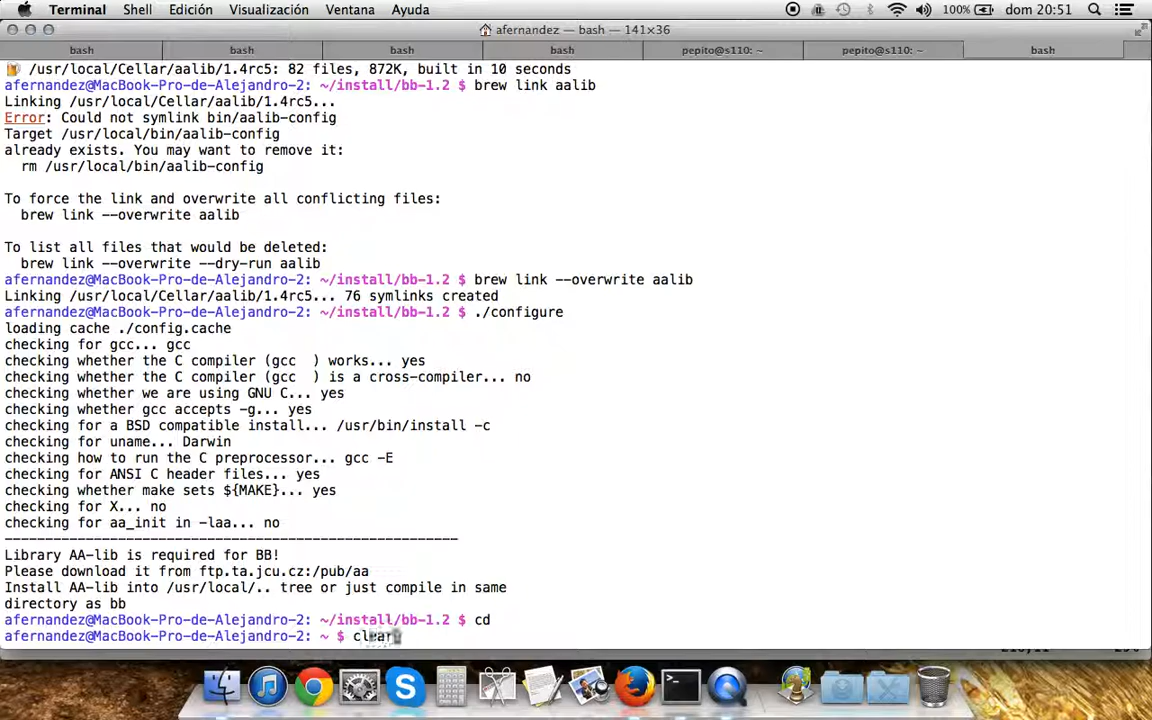 Terminal Shell Edición Visualización Ventana Ayuda 100% dom 20:51
afernandez — bash — 141×36
bash bash bash bash pepito@s110: ~ pepito@s110: ~ bash
/usr/local/Cellar/aalib/1.4rc5: 82 files, 872K, built in 10 seconds
afernandez@MacBook-Pro-de-Alejandro-2: ~/install/bb-1.2 $ brew link aalib
Linking /usr/local/Cellar/aalib/1.4rc5...
Error: Could not symlink bin/aalib-config
Target /usr/local/bin/aalib-config
already exists. You may want to remove it:
  rm /usr/local/bin/aalib-config

To force the link and overwrite all conflicting files:
  brew link --overwrite aalib

To list all files that would be deleted:
  brew link --overwrite --dry-run aalib
afernandez@MacBook-Pro-de-Alejandro-2: ~/install/bb-1.2 $ brew link --overwrite aalib
Linking /usr/local/Cellar/aalib/1.4rc5... 76 symlinks created
afernandez@MacBook-Pro-de-Alejandro-2: ~/install/bb-1.2 $ ./configure
loading cache ./config.cache
checking for gcc... gcc
checking whether the C compiler (gcc  ) works... yes
checking whether the C compiler (gcc  ) is a cross-compiler... no
checking whether we are using GNU C... yes
checking whether gcc accepts -g... yes
checking for a BSD compatible install... /usr/bin/install -c
checking for uname... Darwin
checking how to run the C preprocessor... gcc -E
checking for ANSI C header files... yes
checking whether make sets ${MAKE}... yes
checking for X... no
checking for aa_init in -laa... no
--------------------------------------------------------
Library AA-lib is required for BB!
Please download it from ftp.ta.jcu.cz:/pub/aa
Install AA-lib into /usr/local/.. tree or just compile in same
directory as bb
afernandez@MacBook-Pro-de-Alejandro-2: ~/install/bb-1.2 $ cd
afernandez@MacBook-Pro-de-Alejandro-2: ~ $ clear